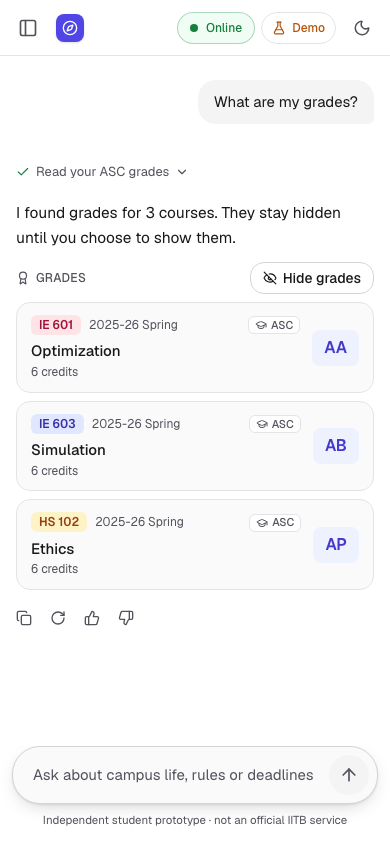 Online
Demo
What are my grades?
Read your ASC grades
I found grades for 3 courses. They stay hidden
until you choose to show them.
GRADES
Hide grades
IE 601 2025-26 Spring ASC
Optimization
6 credits
AA
IE 603 2025-26 Spring ASC
Simulation
6 credits
AB
HS 102 2025-26 Spring ASC
Ethics
6 credits
AP
Ask about campus life, rules or deadlines
Independent student prototype · not an official IITB service